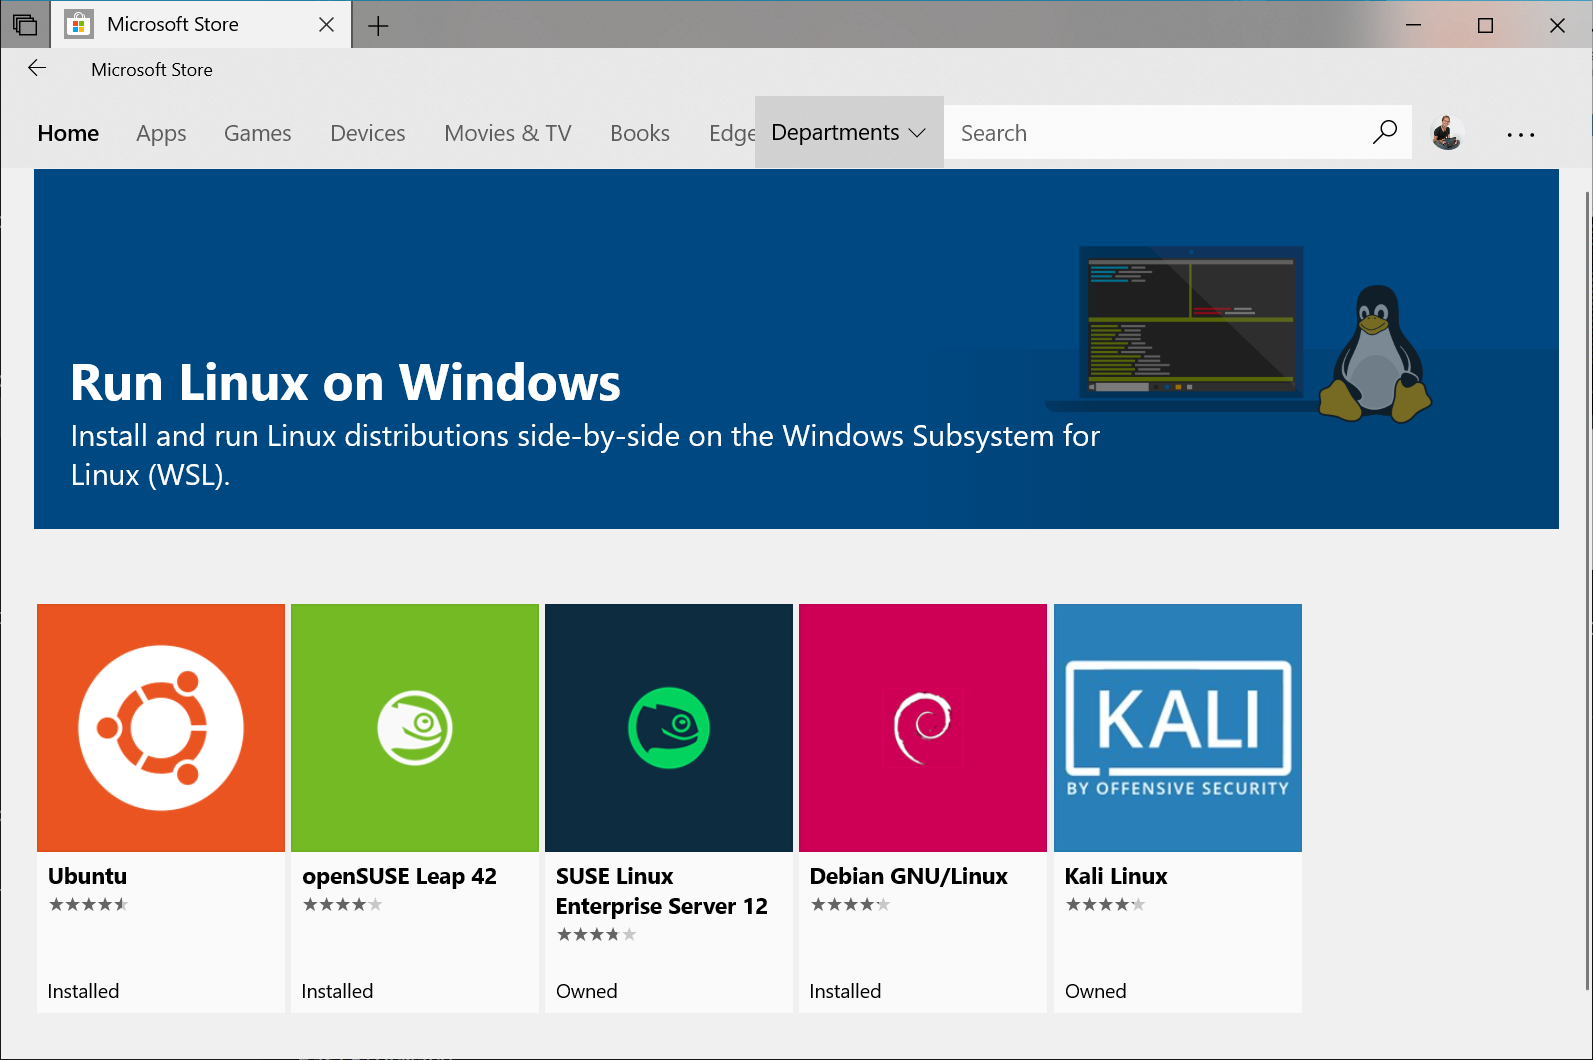 Microsoft Store
Microsoft Store
Home Apps Games Devices Movies & TV Books Edge Departments Search
Run Linux on Windows
Install and run Linux distributions side-by-side on the Windows Subsystem for
Linux (WSL).
KALI
BY OFFENSIVE SECURITY
Ubuntu
Installed
openSUSE Leap 42
Installed
SUSE Linux
Enterprise Server 12
Owned
Debian GNU/Linux
Installed
Kali Linux
Owned